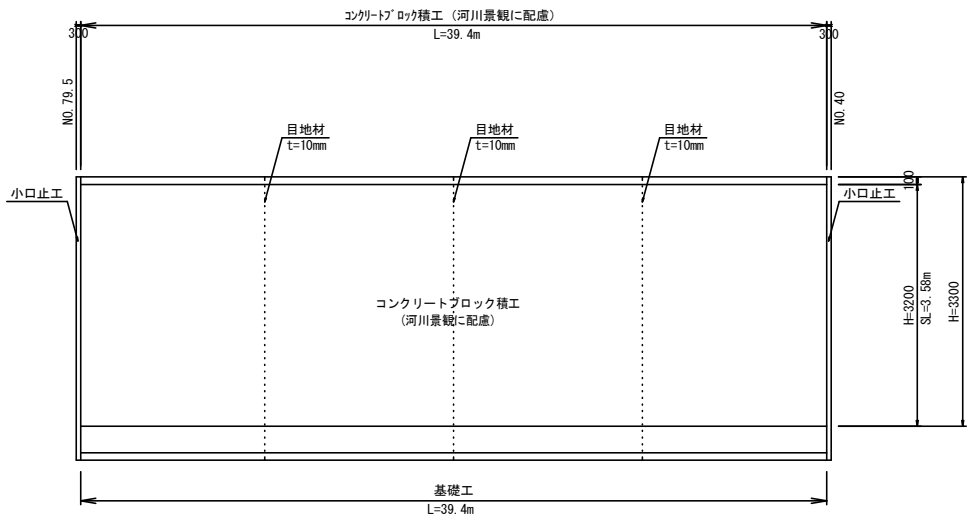 コンクリートブロック積工 (河川景観に配慮)
300
L=39.4m
300
NO.79.5
NO.40
目地材
t=10mm
目地材
t=10mm
目地材
t=10mm
小口止工
100
小口止工
コンクリートブロック積工
(河川景観に配慮)
H=3200
SL=3.58m
H=3300
基礎工
L=39.4m